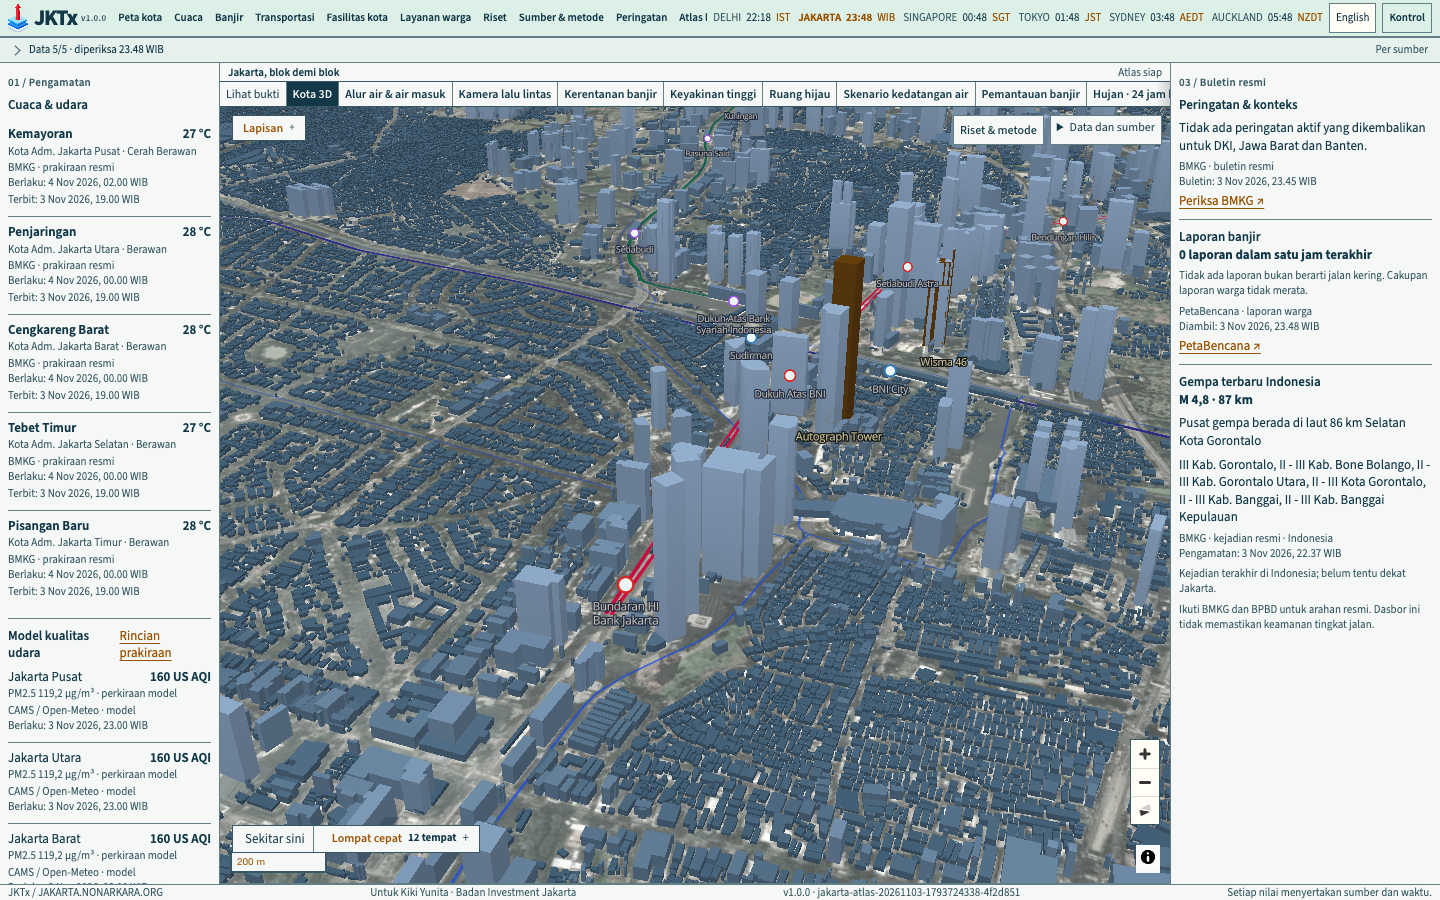 JKTx v1.0.0 Peta kota Cuaca Banjir Transportasi Fasilitas kota Layanan warga Riset Sumber & metode Peringatan Atlas DELHI 22:18 IST JAKARTA 23:48 WIB SINGAPORE 00:48 SGT TOKYO 01:48 JST SYDNEY 03:48 AEDT AUCKLAND 05:48 NZDT English Kontrol
Data 5/5 · diperiksa 23.48 WIB Per sumber
01 / Pengamatan
Cuaca & udara
Kemayoran 27 °C
Kota Adm. Jakarta Pusat · Cerah Berawan
BMKG · prakiraan resmi
Berlaku: 4 Nov 2026, 02.00 WIB
Terbit: 3 Nov 2026, 19.00 WIB
Penjaringan 28 °C
Kota Adm. Jakarta Utara · Berawan
BMKG · prakiraan resmi
Berlaku: 4 Nov 2026, 00.00 WIB
Terbit: 3 Nov 2026, 19.00 WIB
Cengkareng Barat 28 °C
Kota Adm. Jakarta Barat · Berawan
BMKG · prakiraan resmi
Berlaku: 4 Nov 2026, 00.00 WIB
Terbit: 3 Nov 2026, 19.00 WIB
Tebet Timur 27 °C
Kota Adm. Jakarta Selatan · Berawan
BMKG · prakiraan resmi
Berlaku: 4 Nov 2026, 00.00 WIB
Terbit: 3 Nov 2026, 19.00 WIB
Pisangan Baru 28 °C
Kota Adm. Jakarta Timur · Berawan
BMKG · prakiraan resmi
Berlaku: 4 Nov 2026, 00.00 WIB
Terbit: 3 Nov 2026, 19.00 WIB
Model kualitas udara
Rincian prakiraan
Jakarta Pusat 160 US AQI
PM2.5 119,2 µg/m³ · perkiraan model
CAMS / Open-Meteo · model
Berlaku: 3 Nov 2026, 23.00 WIB
Jakarta Utara 160 US AQI
PM2.5 119,2 µg/m³ · perkiraan model
CAMS / Open-Meteo · model
Berlaku: 3 Nov 2026, 23.00 WIB
Jakarta Barat 160 US AQI
PM2.5 119,2 µg/m³ · perkiraan model
CAMS / Open-Meteo · model
Jakarta, blok demi blok Atlas siap
Lihat bukti Kota 3D Alur air & air masuk Kamera lalu lintas Kerentanan banjir Keyakinan tinggi Ruang hijau Skenario kedatangan air Pemantauan banjir Hujan · 24 jam
Lapisan +
Riset & metode
Data dan sumber
Kuningan
Rasuna Said
Setiabudi
Bendungan Hilir
Setiabudi Astra
Dukuh Atas Bank
Syariah Indonesia
Sudirman
Wisma 46
Dukuh Atas BNI
BNI City
Autograph Tower
Bundaran HI
Bank Jakarta
Sekitar sini
Lompat cepat 12 tempat +
200 m
03 / Buletin resmi
Peringatan & konteks
Tidak ada peringatan aktif yang dikembalikan
untuk DKI, Jawa Barat dan Banten.
BMKG · buletin resmi
Buletin: 3 Nov 2026, 23.45 WIB
Periksa BMKG ↗
Laporan banjir
0 laporan dalam satu jam terakhir
Tidak ada laporan bukan berarti jalan kering. Cakupan
laporan warga tidak merata.
PetaBencana · laporan warga
Diambil: 3 Nov 2026, 23.48 WIB
PetaBencana ↗
Gempa terbaru Indonesia
M 4,8 · 87 km
Pusat gempa berada di laut 86 km Selatan
Kota Gorontalo
III Kab. Gorontalo, II - III Kab. Bone Bolango, II -
III Kab. Gorontalo Utara, II - III Kota Gorontalo,
II - III Kab. Banggai, II - III Kab. Banggai
Kepulauan
BMKG · kejadian resmi · Indonesia
Pengamatan: 3 Nov 2026, 22.37 WIB
Kejadian terakhir di Indonesia; belum tentu dekat
Jakarta.
Ikuti BMKG dan BPBD untuk arahan resmi. Dasbor ini
tidak memastikan keamanan tingkat jalan.
JKTx / JAKARTA.NONARKARA.ORG Untuk Kiki Yunita · Badan Investment Jakarta v1.0.0 · jakarta-atlas-20261103-1793724338-4f2d851 Setiap nilai menyertakan sumber dan waktu.